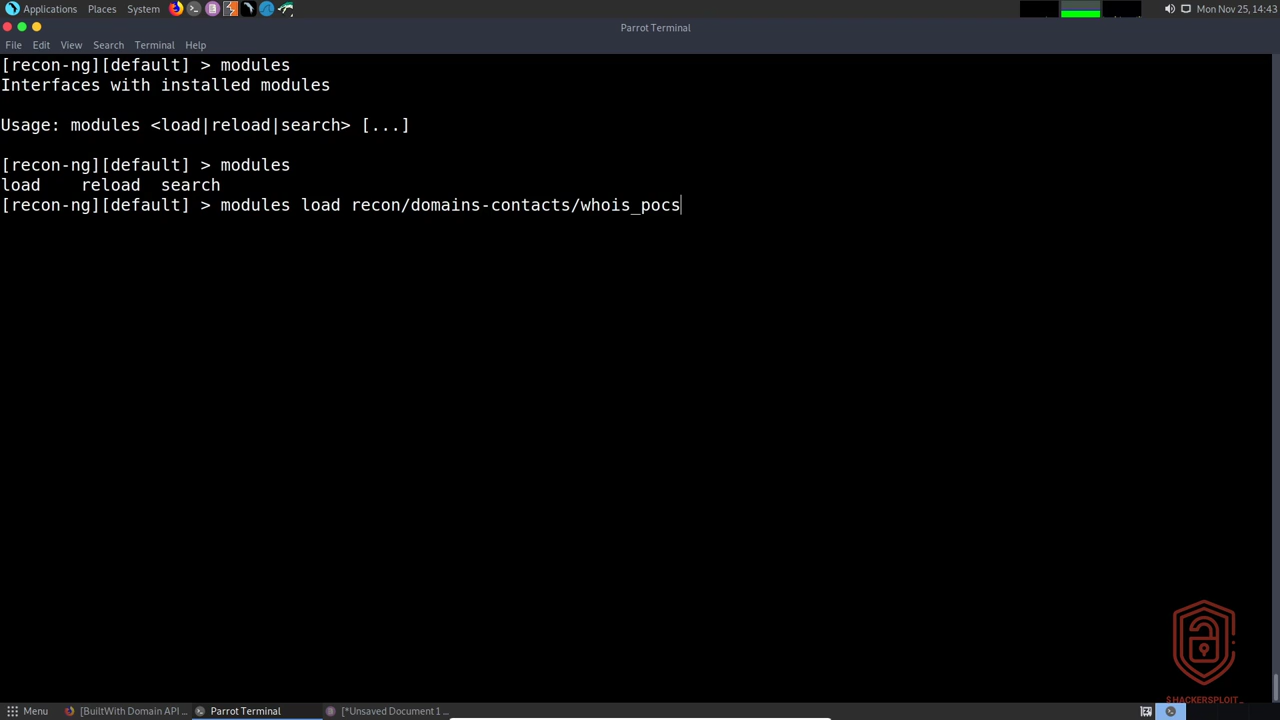 Applications Places System Mon Nov 25, 14:43
Parrot Terminal
File Edit View Search Terminal Help
[recon-ng][default] > modules
Interfaces with installed modules
Usage: modules <load|reload|search> [...]
[recon-ng][default] > modules
load reload search
[recon-ng][default] > modules load recon/domains-contacts/whois_pocs
HACKERSPLOIT_
Menu [BuiltWith Domain API ... Parrot Terminal [*Unsaved Document 1 ...